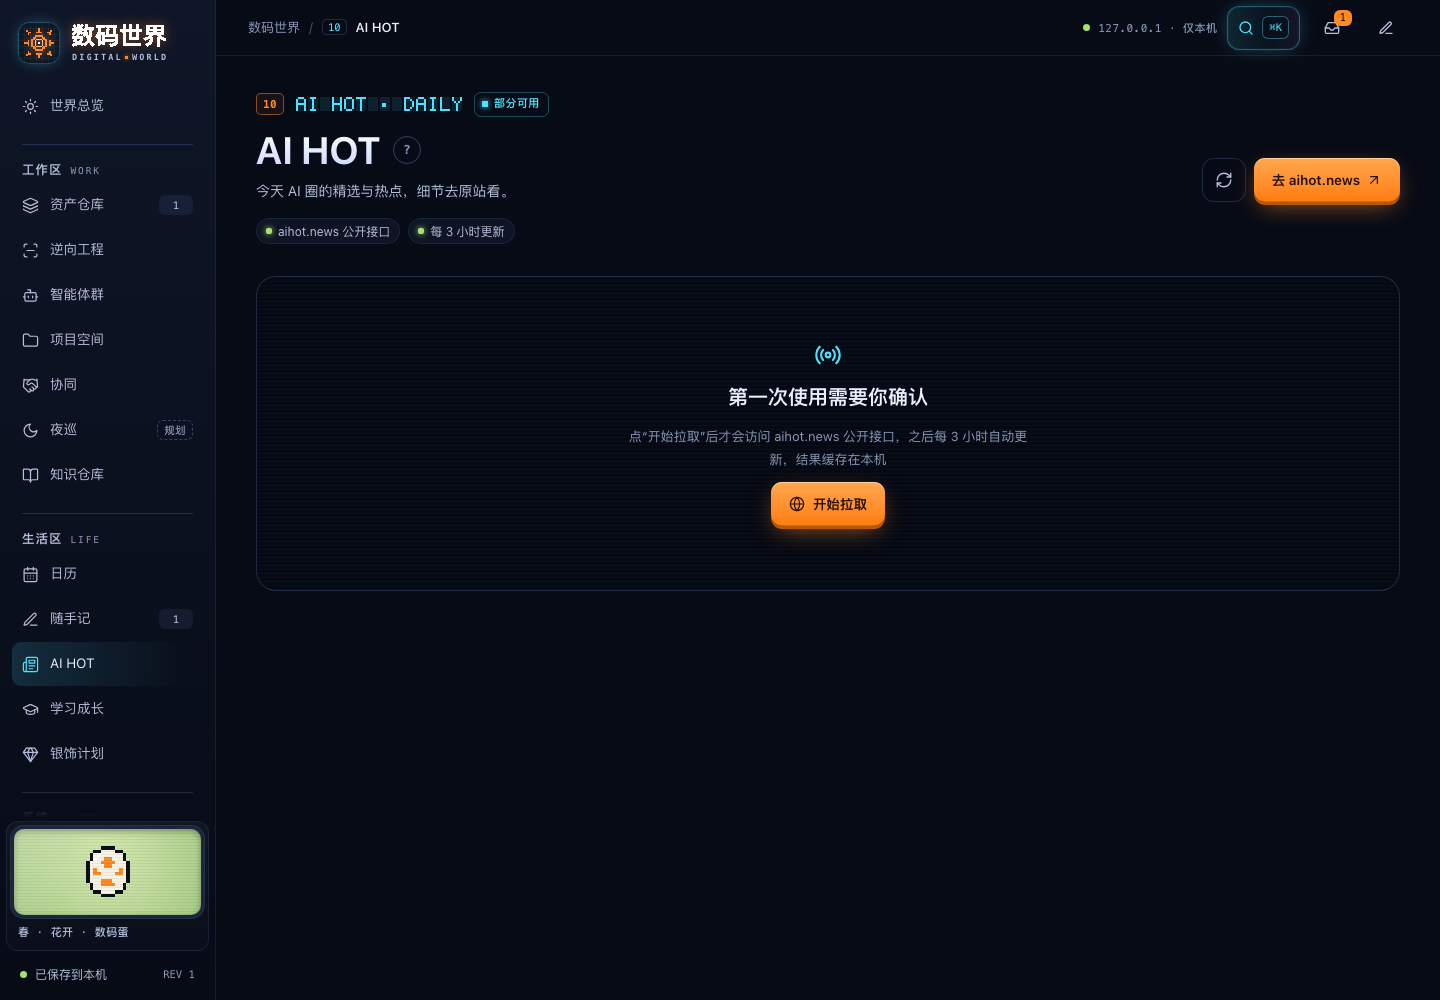 数码世界
DIGITAL WORLD
世界总览
工作区 WORK
资产仓库 1
逆向工程
智能体群
项目空间
协同
夜巡 规划
知识仓库
生活区 LIFE
日历
随手记 1
AI HOT
学习成长
银饰计划
春 · 花开 · 数码蛋
已保存到本机 REV 1
数码世界 / 10 AI HOT
127.0.0.1 · 仅本机
⌘K
1
10 AI HOT · DAILY 部分可用
AI HOT ?
今天 AI 圈的精选与热点，细节去原站看。
aihot.news 公开接口 每 3 小时更新
去 aihot.news
第一次使用需要你确认
点“开始拉取”后才会访问 aihot.news 公开接口，之后每 3 小时自动更
新，结果缓存在本机
开始拉取